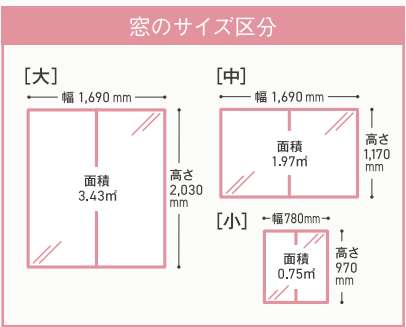 窓のサイズ区分
[大]
幅 1,690 mm
面積
3.43㎡
高さ
2,030
mm
[中]
幅 1,690 mm
面積
1.97㎡
高さ
1,170
mm
[小]
幅780mm
面積
0.75㎡
高さ
970
mm